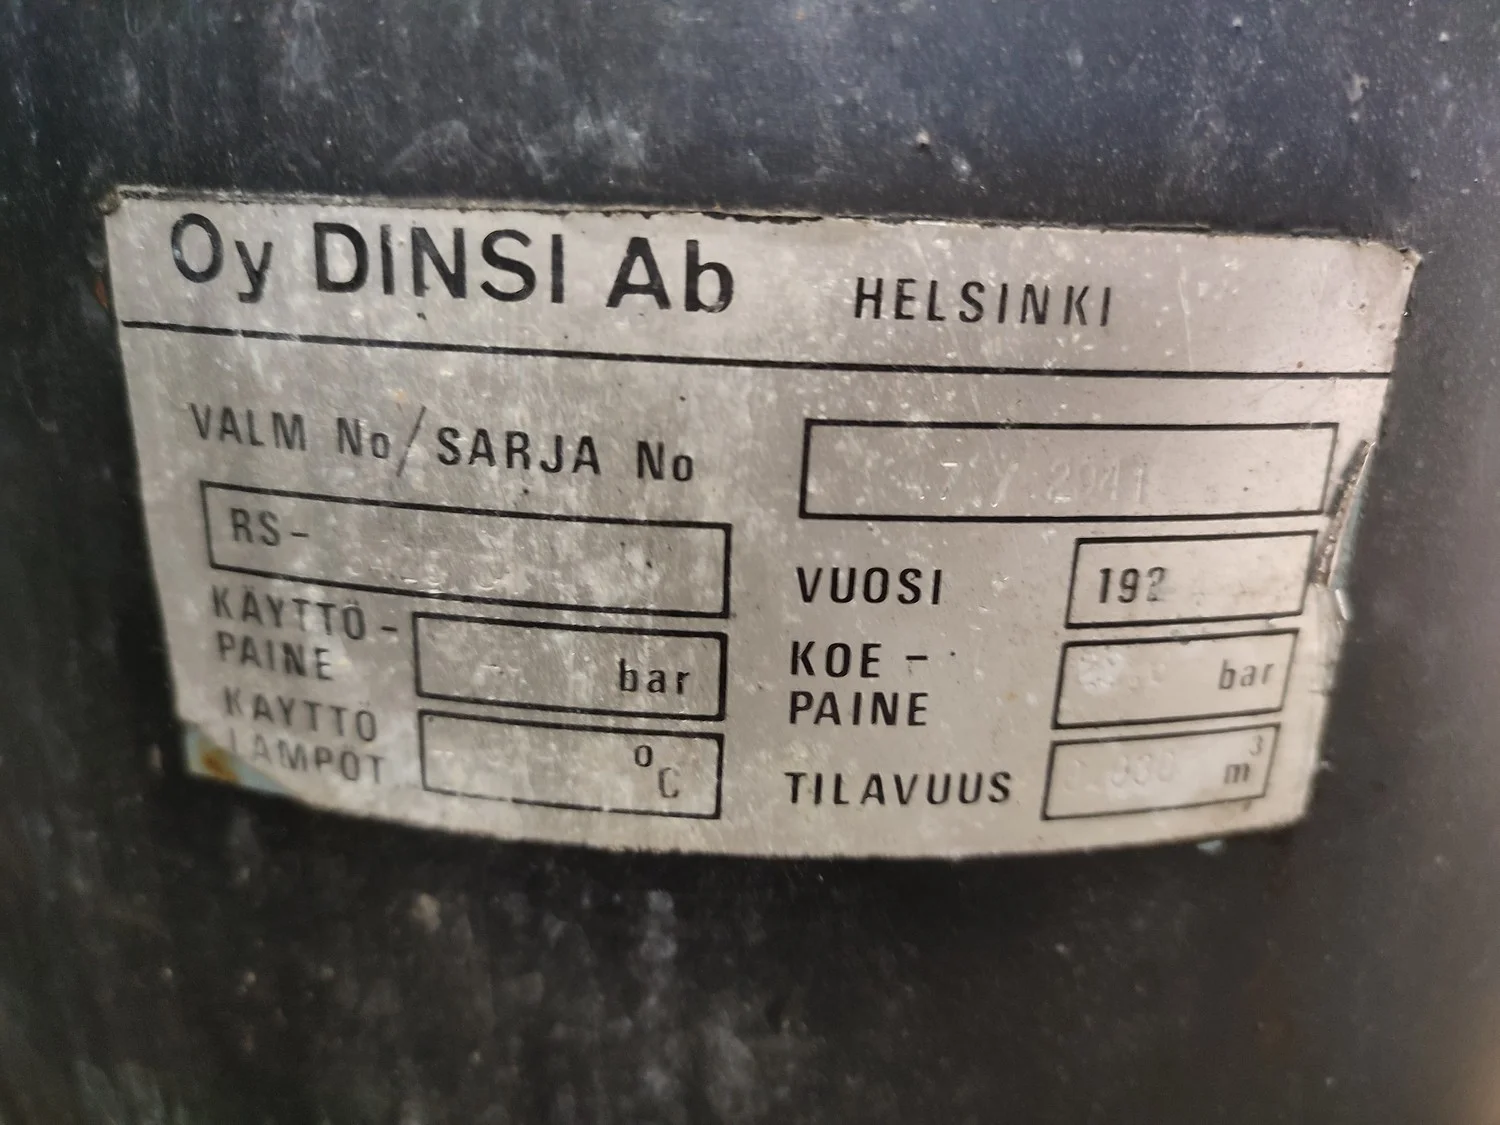 Oy DINSI Ab HELSINKI
VALM No/SARJA No
RS-
VUOSI 192
KÄYTTÖ-
PAINE bar
KOE-
PAINE bar
KÄYTTÖ
LÄMPÖT °C
TILAVUUS m³